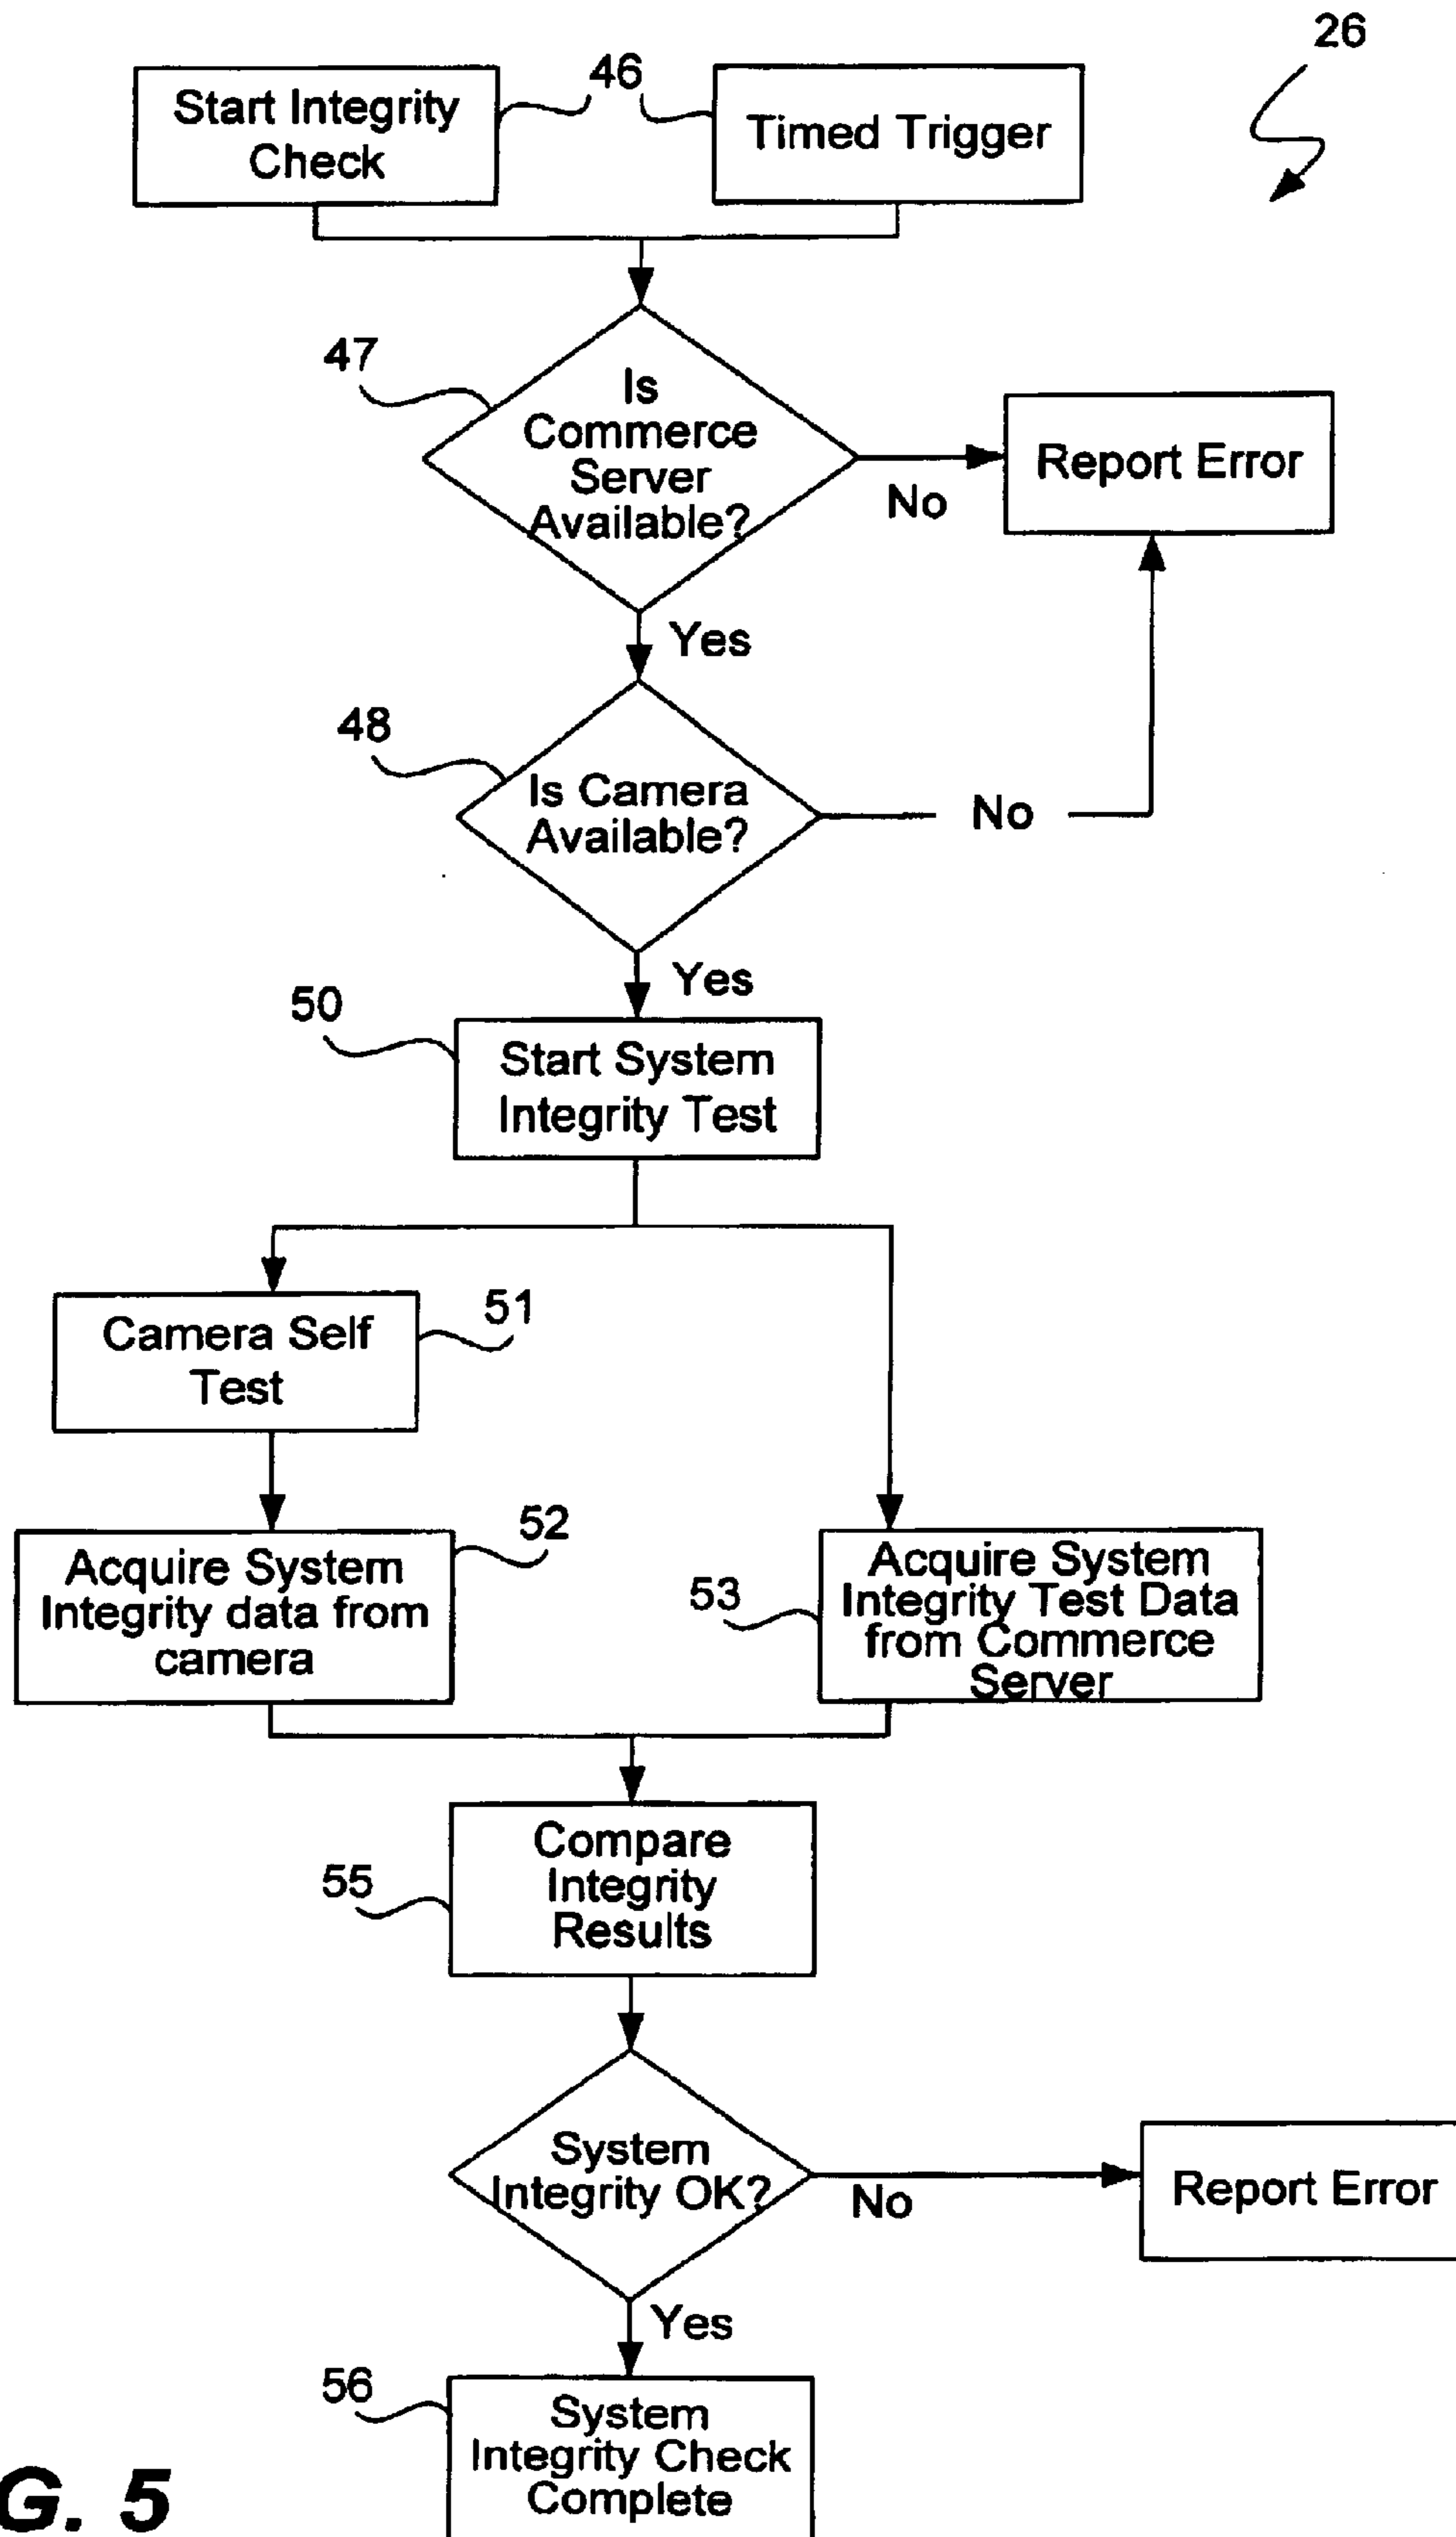 26
46
Start Integrity
Check
Timed Trigger
47
Is
Commerce
Server
Available?
No
Report Error
Yes
48
Is Camera
Available?
No
Yes
50
Start System
Integrity Test
51
Camera Self
Test
52
Acquire System
Integrity data from
camera
53
Acquire System
Integrity Test Data
from Commerce
Server
55
Compare
Integrity
Results
System
Integrity OK?
No
Report Error
Yes
56
System
Integrity Check
Complete
G. 5